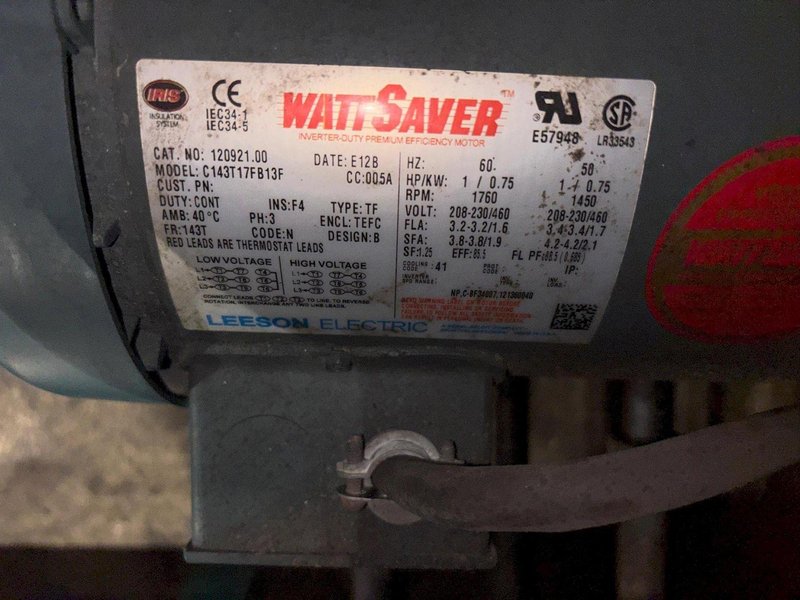 IRIS
INSULATION
SYSTEM
CE
IEC34-1
IEC34-5
WATTSAVER™
INVERTER-DUTY PREMIUM EFFICIENCY MOTOR
E57948
LR33543
CAT. NO: 120921.00 DATE: E12B
MODEL: C143T17FB13F CC:005A
CUST. PN:
DUTY: CONT INS:F4 TYPE: TF
AMB: 40°C PH:3 ENCL: TEFC
FR:143T CODE:N DESIGN: B
RED LEADS ARE THERMOSTAT LEADS
HZ: 60 50
HP/KW: 1 / 0.75 1 / 0.75
RPM: 1760 1450
VOLT: 208-230/460 208-230/460
FLA: 3.2-3.2/1.6 3.4-3.4/1.7
SFA: 3.8-3.8/1.9 4.2-4.2/2.1
SF:1.25 EFF: FL PF:
COOLING CODE: 41 IP:
LOW VOLTAGE HIGH VOLTAGE
LEESON ELECTRIC